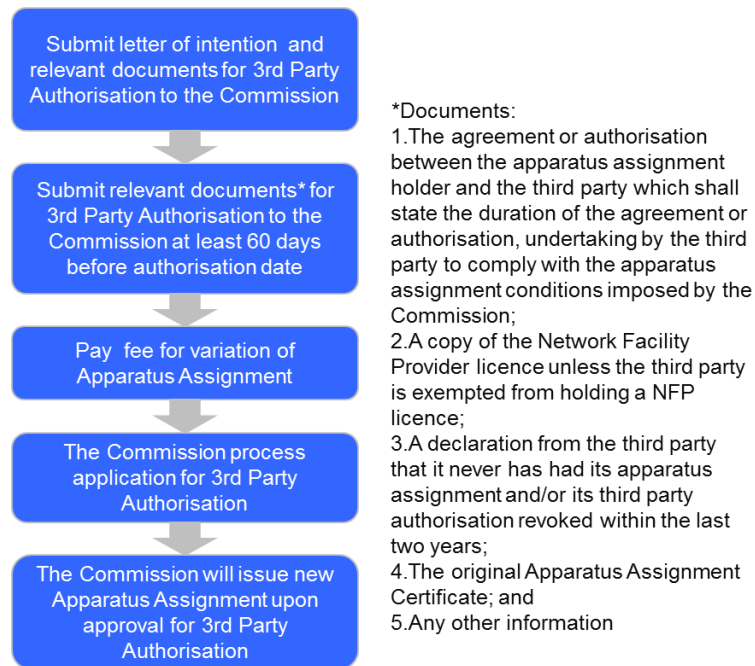 Submit letter of intention and
relevant documents for 3rd Party
Authorisation to the Commission
Submit relevant documents* for
3rd Party Authorisation to the
Commission at least 60 days
before authorisation date
Pay fee for variation of
Apparatus Assignment
The Commission process
application for 3rd Party
Authorisation
The Commission will issue new
Apparatus Assignment upon
approval for 3rd Party
Authorisation
*Documents:
1.The agreement or authorisation
between the apparatus assignment
holder and the third party which shall
state the duration of the agreement or
authorisation, undertaking by the third
party to comply with the apparatus
assignment conditions imposed by the
Commission;
2.A copy of the Network Facility
Provider licence unless the third party
is exempted from holding a NFP
licence;
3.A declaration from the third party
that it never has had its apparatus
assignment and/or its third party
authorisation revoked within the last
two years;
4.The original Apparatus Assignment
Certificate; and
5.Any other information